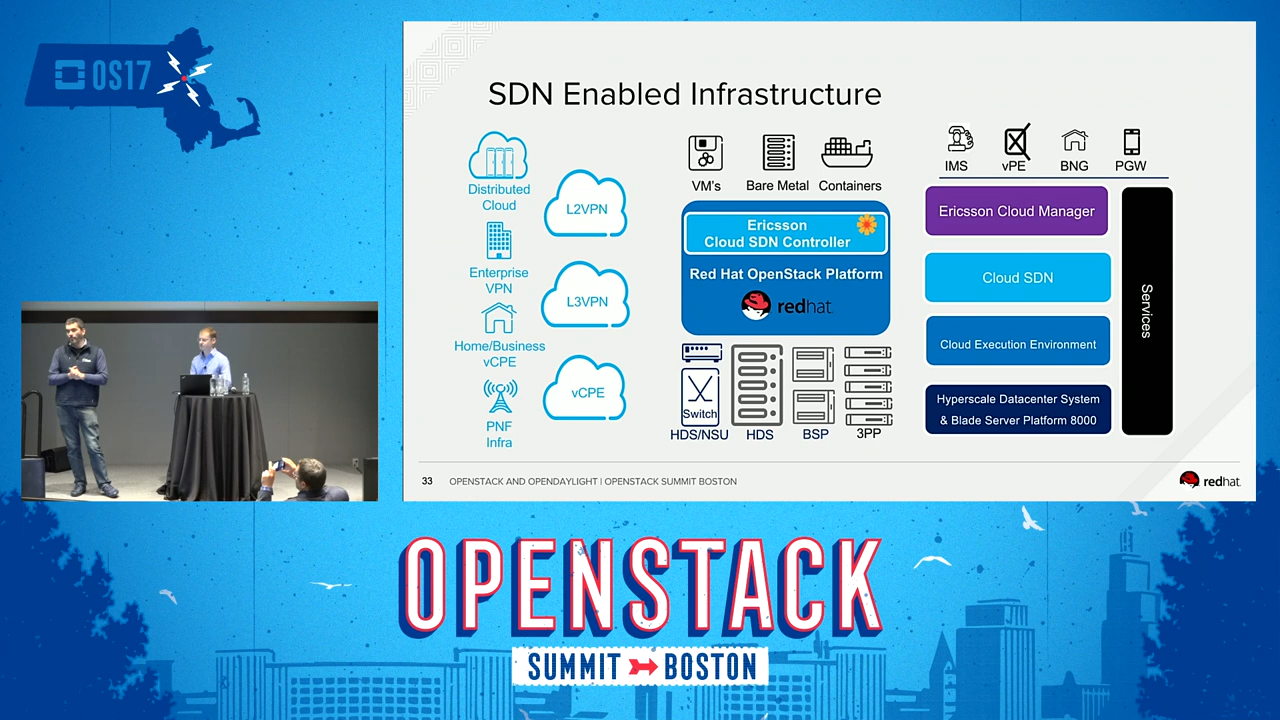 OS17
SDN Enabled Infrastructure
Distributed
Cloud
Enterprise
VPN
Home/Business
vCPE
PNF
Infra
L2VPN
L3VPN
vCPE
VM's
Bare Metal
Containers
Ericsson
Cloud SDN Controller
Red Hat OpenStack Platform
redhat.
Switch
HDS/NSU
HDS
BSP
3PP
IMS
vPE
BNG
PGW
Ericsson Cloud Manager
Cloud SDN
Cloud Execution Environment
Hyperscale Datacenter System
& Blade Server Platform 8000
Services
33
OPENSTACK AND OPENDAYLIGHT | OPENSTACK SUMMIT BOSTON
redhat.
OPENSTACK
SUMMIT BOSTON